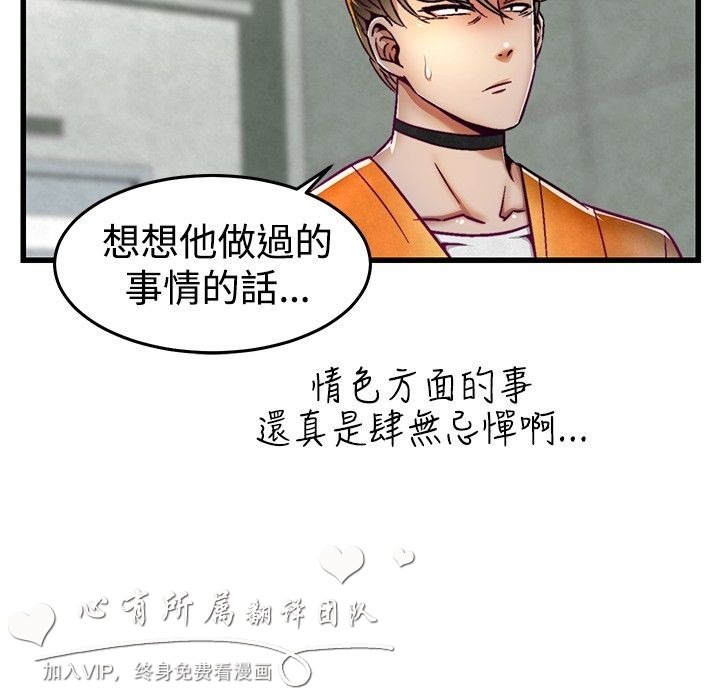 想想他做過的
事情的話...
情色方面的事
還真是肆無忌憚啊...
心有所屬翻译团队
加入VIP，终身免费看漫画